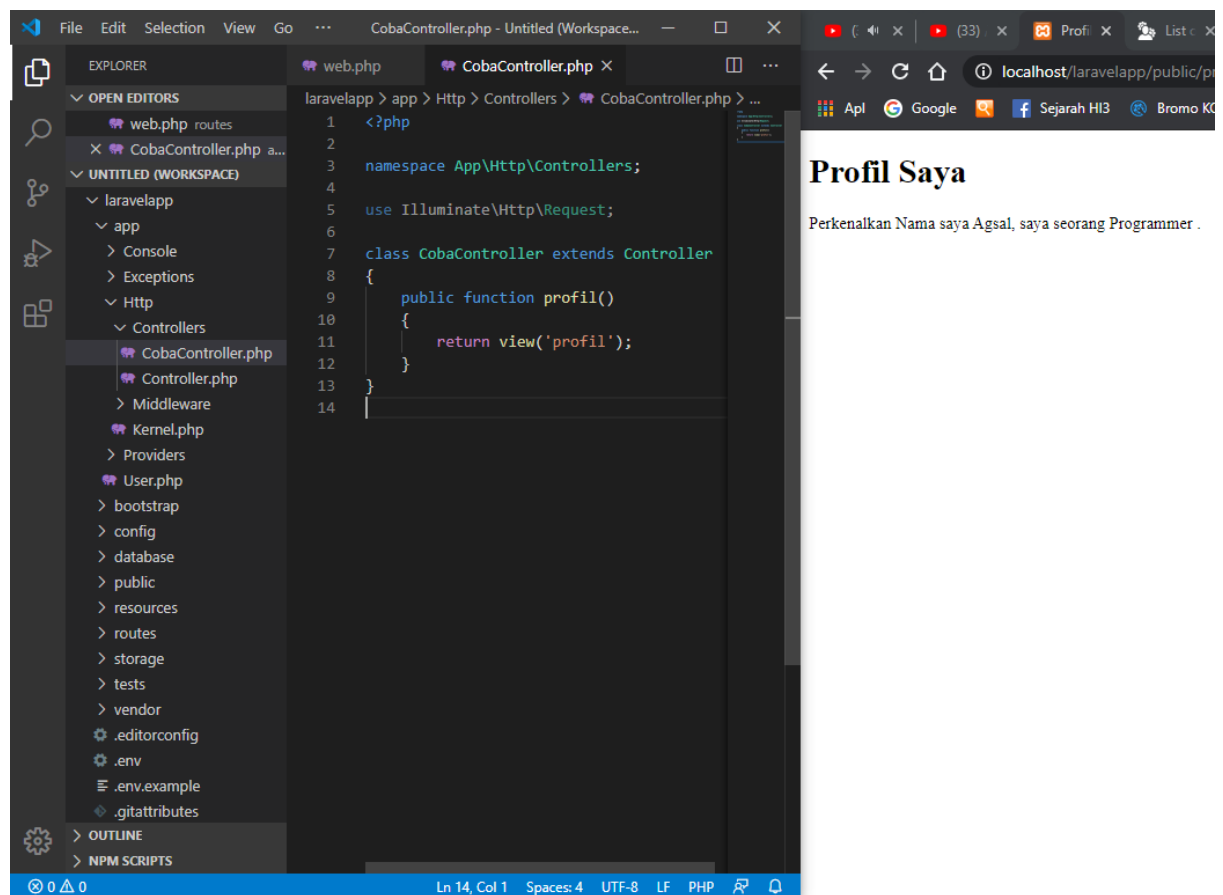 File Edit Selection View Go ··· CobaController.php - Untitled (Workspace...
EXPLORER
OPEN EDITORS
web.php routes
CobaController.php a...
UNTITLED (WORKSPACE)
laravelapp
app
Console
Exceptions
Http
Controllers
CobaController.php
Controller.php
Middleware
Kernel.php
Providers
User.php
bootstrap
config
database
public
resources
routes
storage
tests
vendor
.editorconfig
.env
.env.example
.gitattributes
OUTLINE
NPM SCRIPTS
web.php CobaController.php
laravelapp > app > Http > Controllers > CobaController.php > ...
1 <?php
2
3 namespace App\Http\Controllers;
4
5 use Illuminate\Http\Request;
6
7 class CobaController extends Controller
8 {
9 public function profil()
10 {
11 return view('profil');
12 }
13 }
14
0 0 Ln 14, Col 1 Spaces: 4 UTF-8 LF PHP
( (33) Profi List
localhost/laravelapp/public/pr
Apl Google Sejarah HI3 Bromo KO
Profil Saya
Perkenalkan Nama saya Agsal, saya seorang Programmer .